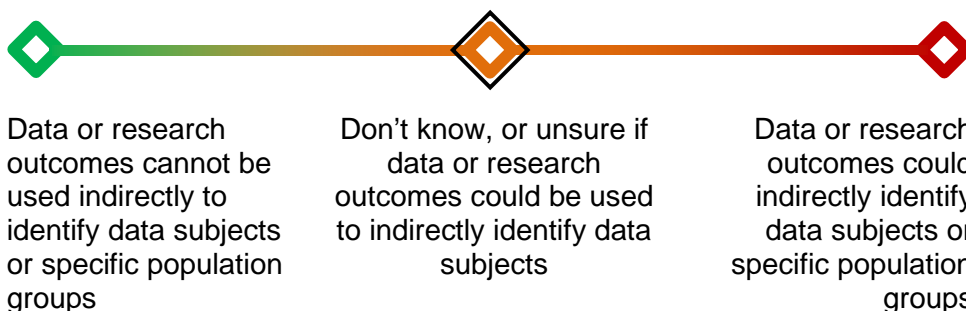 Data or research
outcomes cannot be
used indirectly to
identify data subjects
or specific population
groups
Don't know, or unsure if
data or research
outcomes could be used
to indirectly identify data
subjects
Data or research
outcomes could
indirectly identify
data subjects or
specific population
groups